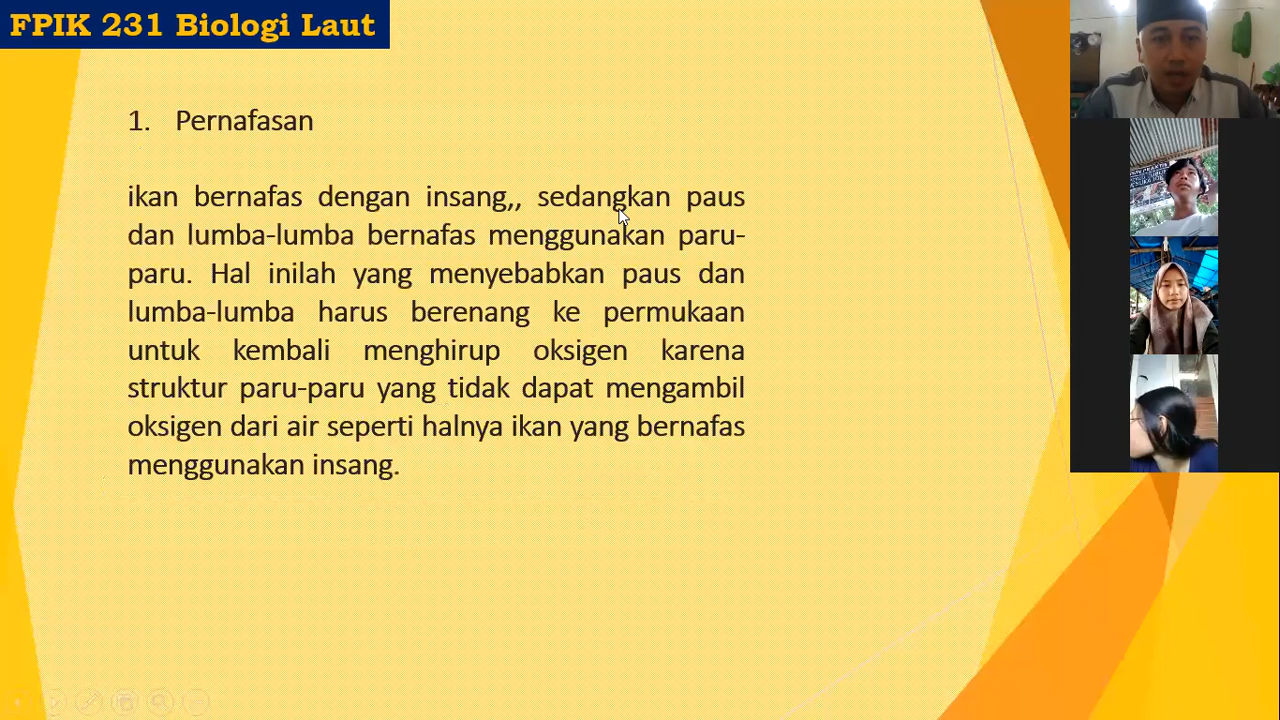 FPIK 231 Biologi Laut
1. Pernafasan
ikan bernafas dengan insang,, sedangkan paus
dan lumba-lumba bernafas menggunakan paru-
paru. Hal inilah yang menyebabkan paus dan
lumba-lumba harus berenang ke permukaan
untuk kembali menghirup oksigen karena
struktur paru-paru yang tidak dapat mengambil
oksigen dari air seperti halnya ikan yang bernafas
menggunakan insang.